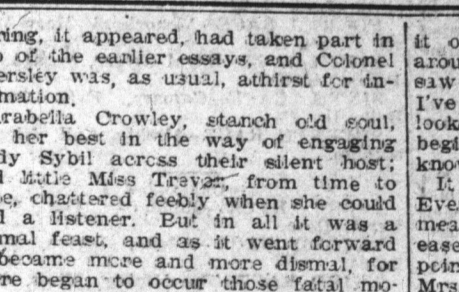 ring, it appeared, had taken part in
of the earlier essays, and Colonel
ersley was, as usual, athirst for in-
mation.
rabella Crowley, stanch old soul,
her best in the way of engaging
dy Sybil across their silent host;
little Miss Trevor, from time to
e, chattered feebly when she could
a listener. But in all it was a
mal feast, and as it went forward
became more and more dismal, for
re began to occur those fatal mo-
it o
arou
saw
I've
look
begi
know
It
Eve
mea
ease
poin
Mrs